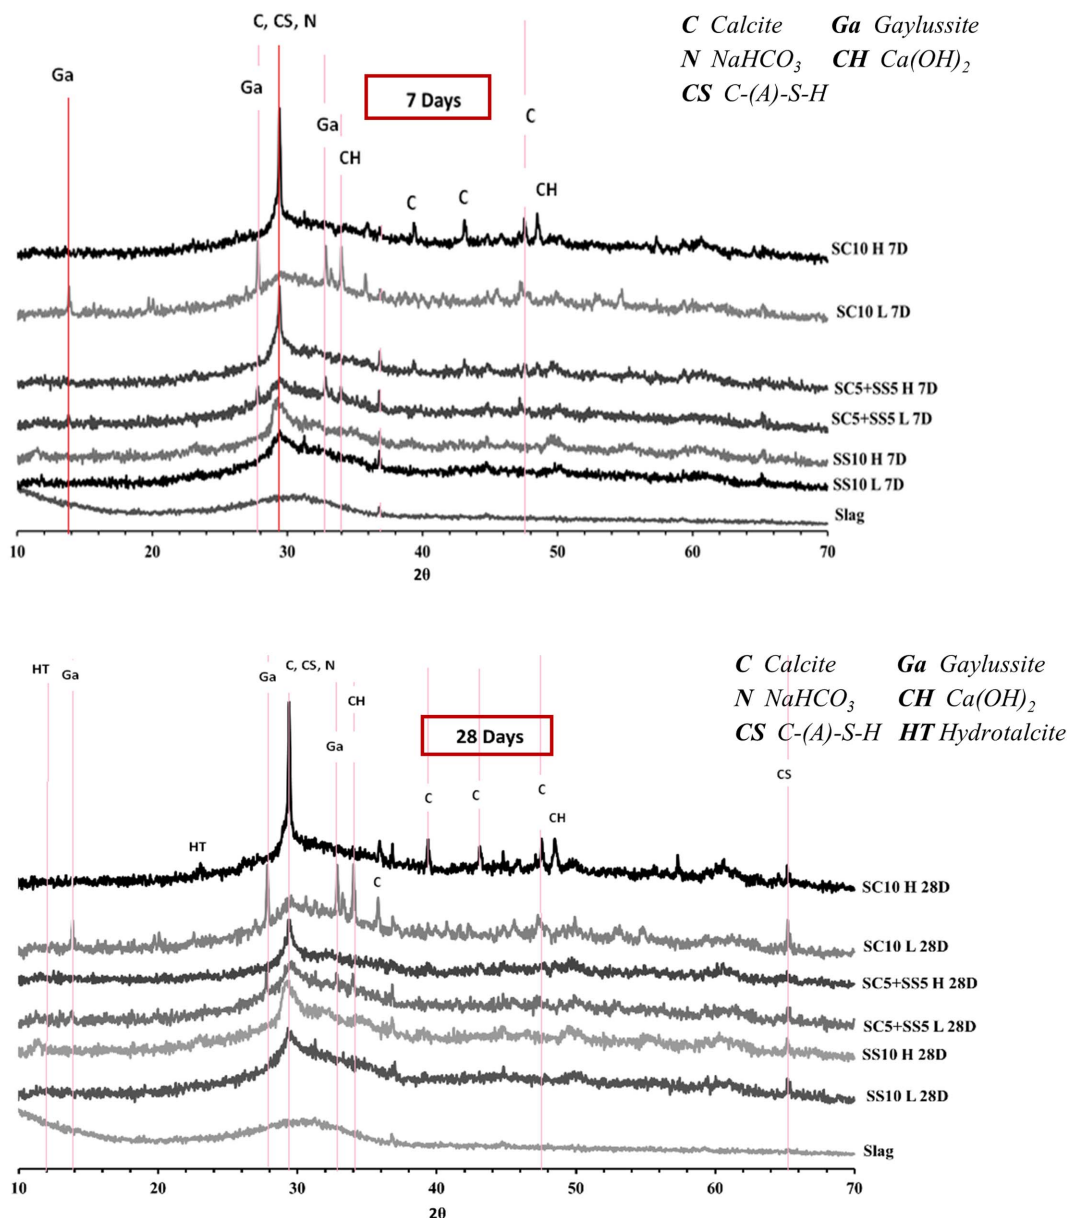 C Calcite Ga Gaylussite
N NaHCO₃ CH Ca(OH)₂
CS C-(A)-S-H
C, CS, N
Ga
Ga
7 Days
Ga
C
CH
C
C
CH
SC10 H 7D
SC10 L 7D
SC5+SS5 H 7D
SC5+SS5 L 7D
SS10 H 7D
SS10 L 7D
Slag
10 20 30 40 50 60 70
2θ
C Calcite Ga Gaylussite
N NaHCO₃ CH Ca(OH)₂
CS C-(A)-S-H HT Hydrotalcite
HT
Ga
Ga
C, CS, N
CH
Ga
28 Days
CS
C
C
C
CH
HT
C
SC10 H 28D
SC10 L 28D
SC5+SS5 H 28D
SC5+SS5 L 28D
SS10 H 28D
SS10 L 28D
Slag
10 20 30 40 50 60 70
2θ